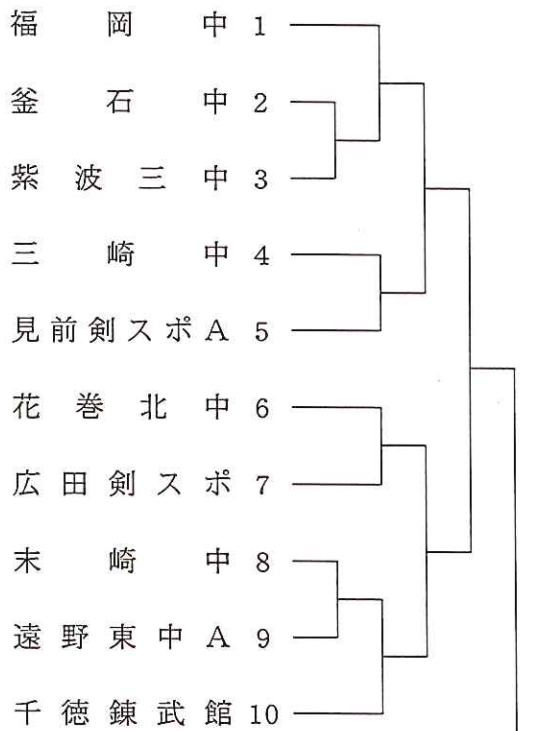 福岡中 1
釜石中 2
紫波三中 3
三崎中 4
見前剣スポA 5
花巻北中 6
広田剣スポ 7
末崎中 8
遠野東中A 9
千徳錬武館 10